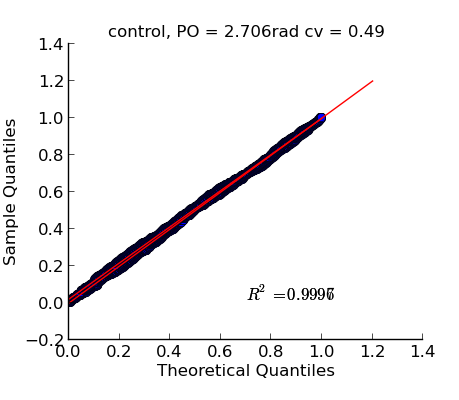 control, PO = 2.706rad cv = 0.49
1.4
1.2
1.0
0.8
0.6
0.4
0.2
0.0
−0.2
Sample Quantiles
R² =
0.0 0.2 0.4 0.6 0.8 1.0 1.2 1.4
Theoretical Quantiles